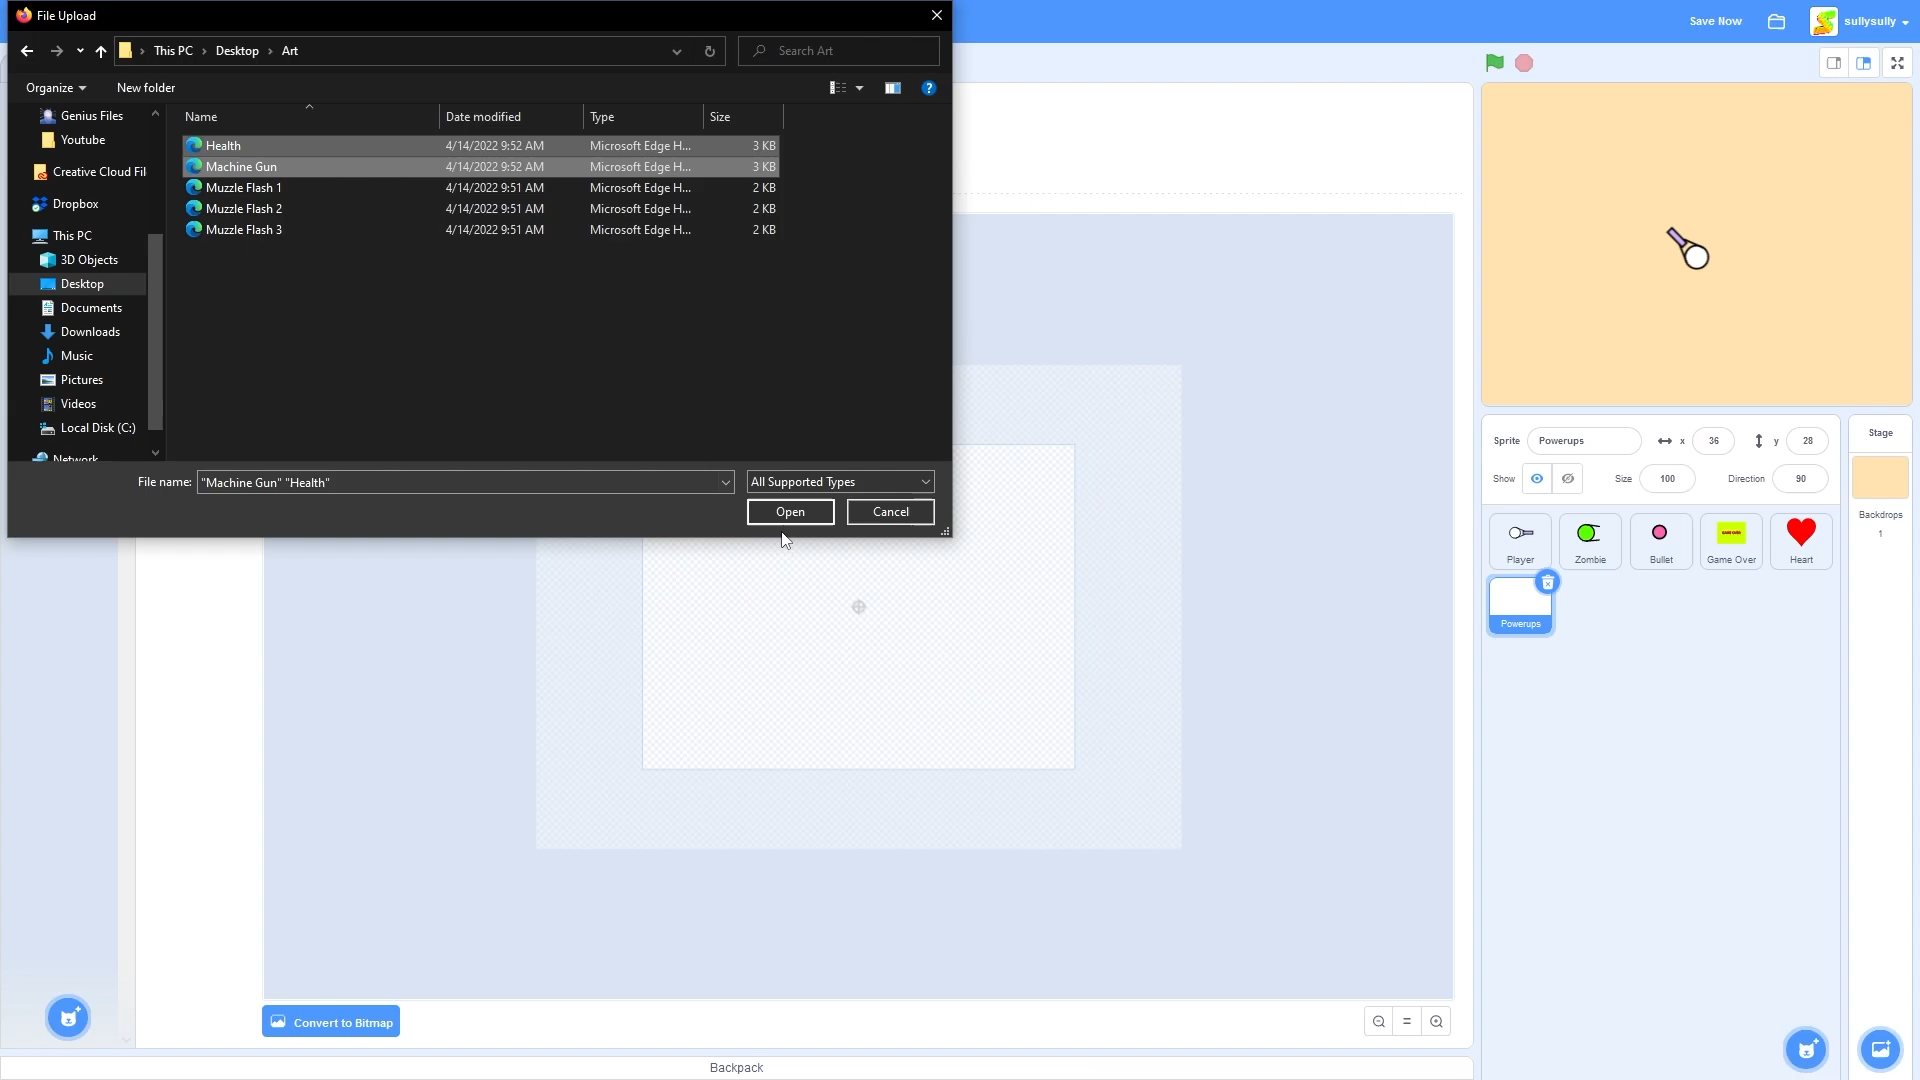 File Upload
Save Now
sullysully
This PC
Desktop
Art
Search Art
Organize
New folder
Name
Date modified
Type
Size
Health
4/14/2022 9:52 AM
Microsoft Edge H...
3 KB
Machine Gun
4/14/2022 9:52 AM
Microsoft Edge H...
3 KB
Muzzle Flash 1
4/14/2022 9:51 AM
Microsoft Edge H...
2 KB
Muzzle Flash 2
4/14/2022 9:51 AM
Microsoft Edge H...
2 KB
Muzzle Flash 3
4/14/2022 9:51 AM
Microsoft Edge H...
2 KB
Genius Files
Youtube
Creative Cloud Fil
Dropbox
This PC
3D Objects
Desktop
Documents
Downloads
Music
Pictures
Videos
Local Disk (C:)
Network
File name:
"Machine Gun" "Health"
All Supported Types
Open
Cancel
Sprite
Powerups
x
36
y
28
Show
Size
100
Direction
90
Stage
Backdrops
1
Player
Zombie
Bullet
GAME OVER
Game Over
Heart
Powerups
Convert to Bitmap
Backpack